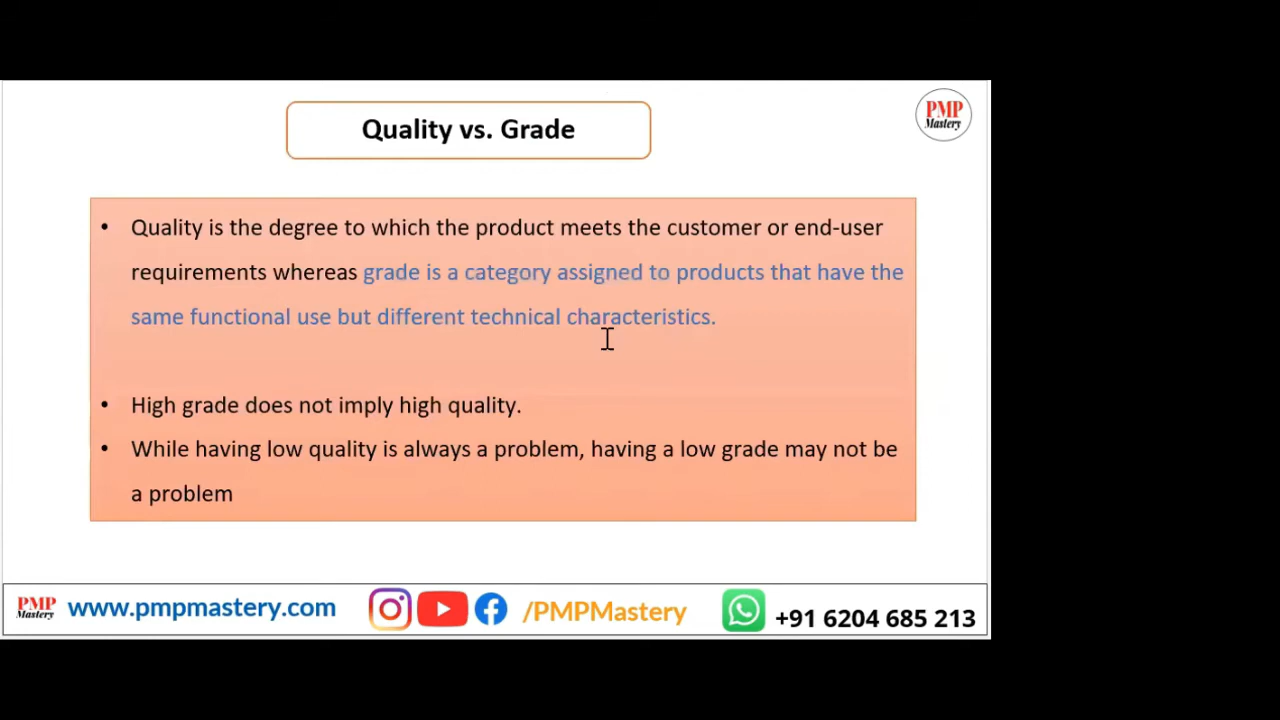 Quality vs. Grade
PMP
Mastery
• Quality is the degree to which the product meets the customer or end-user
requirements whereas grade is a category assigned to products that have the
same functional use but different technical characteristics.
• High grade does not imply high quality.
• While having low quality is always a problem, having a low grade may not be
a problem
PMP
Mastery
www.pmpmastery.com
/PMPMastery
+91 6204 685 213